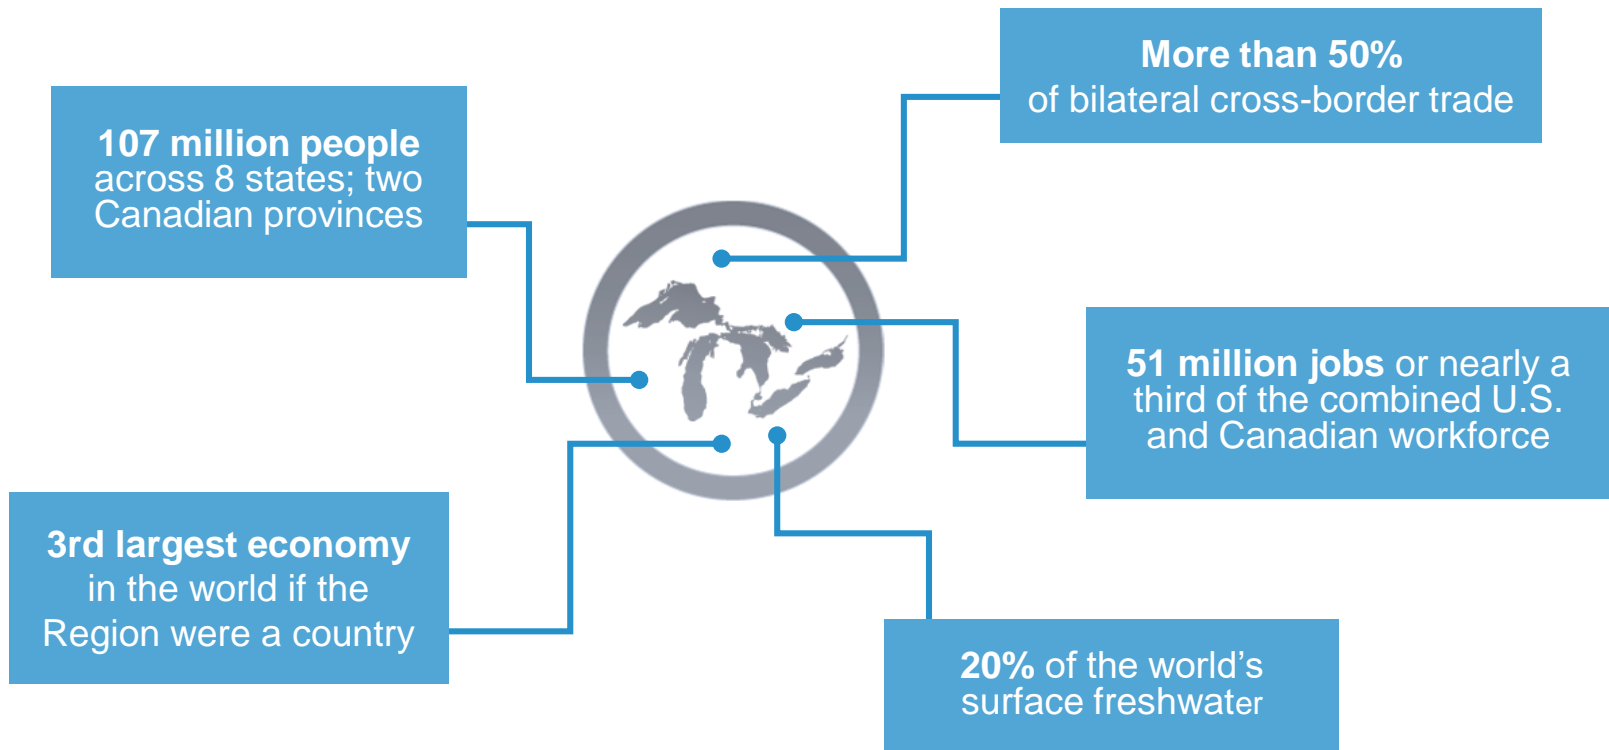 More than 50%
of bilateral cross-border trade
107 million people
across 8 states; two
Canadian provinces
51 million jobs or nearly a
third of the combined U.S.
and Canadian workforce
3rd largest economy
in the world if the
Region were a country
20% of the world’s
surface freshwater